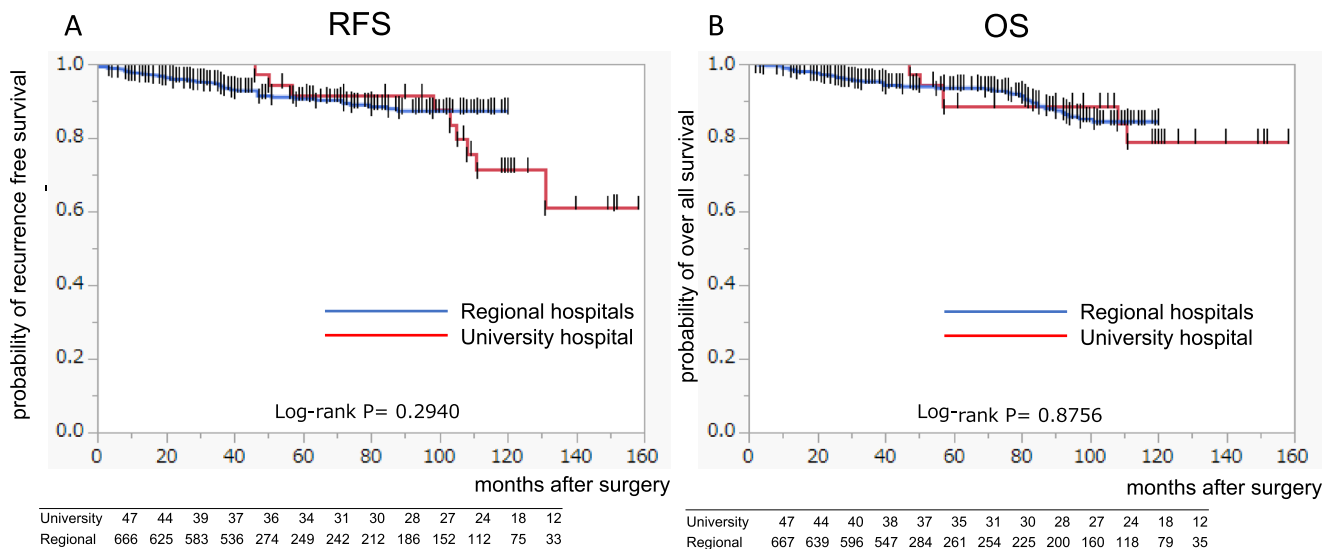 A
RFS
probability of recurrence free survival
1.0
0.8
0.6
0.4
0.2
0.0
Regional hospitals
University hospital
Log-rank P= 0.2940
0 20 40 60 80 100 120 140 160
months after surgery
University 47 44 39 37 36 34 31 30 28 27 24 18 12
Regional 666 625 583 536 274 249 242 212 186 152 112 75 33
B
OS
probability of over all survival
1.0
0.8
0.6
0.4
0.2
0.0
Regional hospitals
University hospital
Log-rank P= 0.8756
0 20 40 60 80 100 120 140 160
months after surgery
University 47 44 40 38 37 35 31 30 28 27 24 18 12
Regional 667 639 596 547 284 261 254 225 200 160 118 79 35